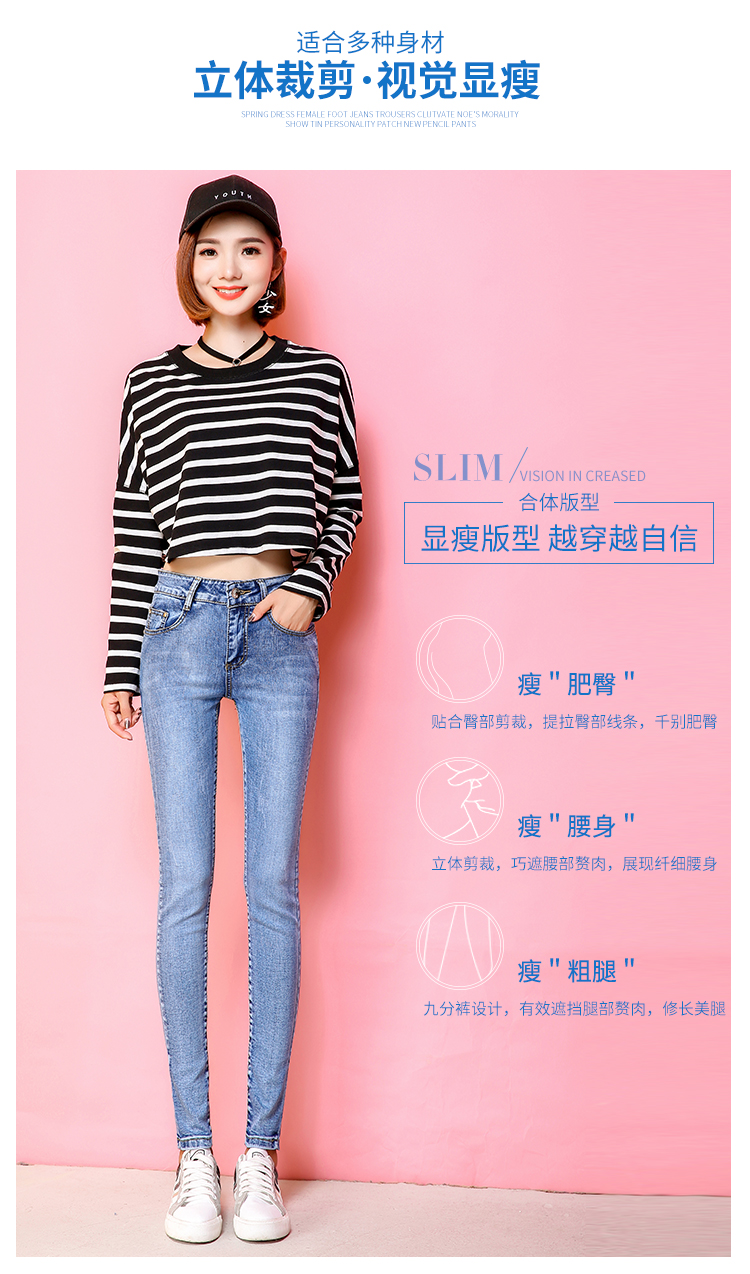 适合多种身材
立体裁剪·视觉显瘦
SPRING DRESS FEMALE FOOT JEANS TROUSERS CLUTVATE NOE'S MORALITY
SHOW TIN PERSONALITY PATCH NEW PENCIL PANTS
YOUTH
少女
SLIM/VISION IN CREASED
合体版型
显瘦版型 越穿越自信
瘦"肥臀"
贴合臀部剪裁，提拉臀部线条，千别肥臀
瘦"腰身"
立体剪裁，巧遮腰部赘肉，展现纤细腰身
瘦"粗腿"
九分裤设计，有效遮挡腿部赘肉，修长美腿